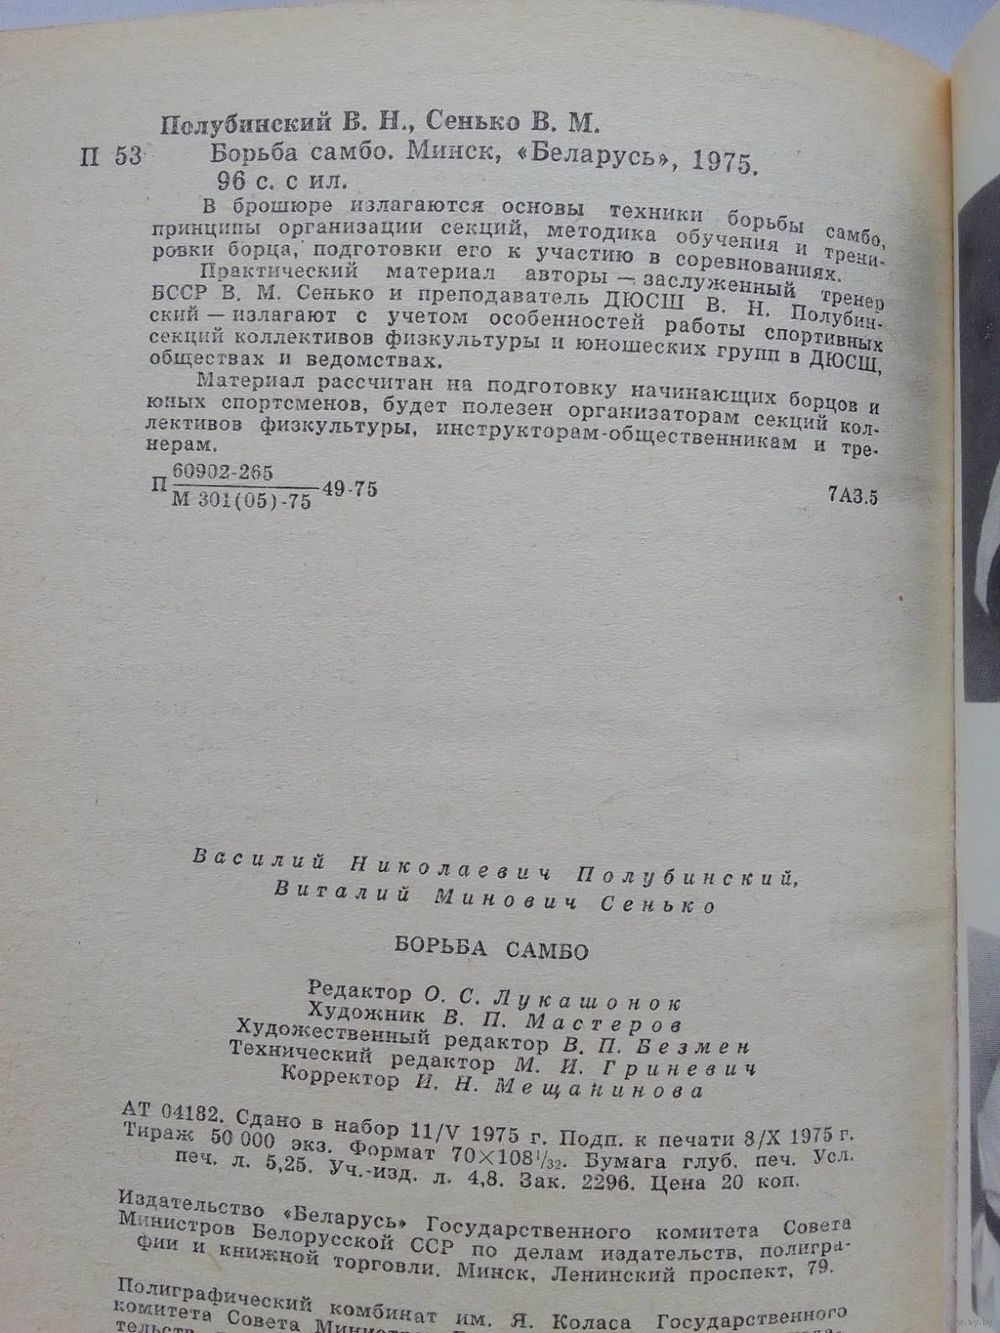 Полубинский В. Н., Сенько В. М.
П 53 Борьба самбо. Минск, «Беларусь», 1975.
96 с. с ил.
В брошюре излагаются основы техники борьбы самбо,
принципы организации секций, методика обучения и трени-
ровки борца, подготовки его к участию в соревнованиях.
Практический материал авторы — заслуженный тренер
БССР В. М. Сенько и преподаватель ДЮСШ В. Н. Полубин-
ский — излагают с учетом особенностей работы спортивных
секций коллективов физкультуры и юношеских групп в ДЮСШ,
обществах и ведомствах.
Материал рассчитан на подготовку начинающих борцов и
юных спортсменов, будет полезен организаторам секций кол-
лективов физкультуры, инструкторам-общественникам и тре-
нерам.
60902-265
П 49-75 7А3.5
М 301(05)-75
Василий Николаевич Полубинский,
Виталий Минович Сенько
БОРЬБА САМБО
Редактор О. С. Лукашонок
Художник В. П. Мастеров
Художественный редактор В. П. Безмен
Технический редактор М. И. Гриневич
Корректор И. Н. Мещанинова
АТ 04182. Сдано в набор 11/V 1975 г. Подп. к печати 8/X 1975 г.
Тираж 50 000 экз. Формат 70×108 1/32. Бумага глуб. печ. Усл.
печ. л. 5,25. Уч.-изд. л. 4,8. Зак. 2296. Цена 20 коп.
Издательство «Беларусь» Государственного комитета Совета
Министров Белорусской ССР по делам издательств, полигра-
фии и книжной торговли. Минск, Ленинский проспект, 79.
Полиграфический комбинат им. Я. Коласа Государственного
комитета Совета